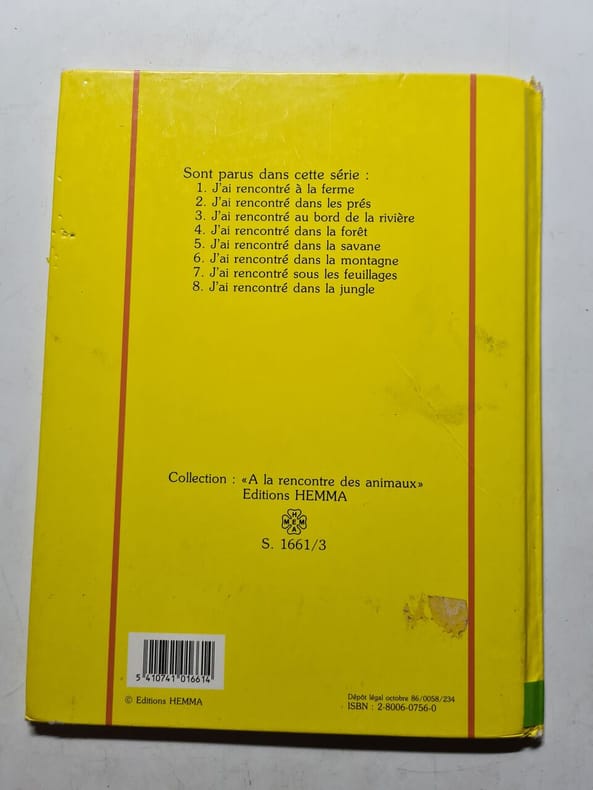 Sont parus dans cette série :
1. J'ai rencontré à la ferme
2. J'ai rencontré dans les prés
3. J'ai rencontré au bord de la rivière
4. J'ai rencontré dans la forêt
5. J'ai rencontré dans la savane
6. J'ai rencontré dans la montagne
7. J'ai rencontré sous les feuillages
8. J'ai rencontré dans la jungle
Collection : «A la rencontre des animaux»
Editions HEMMA
H
MEM
A
S. 1661/3
5 410741 016614
© Editions HEMMA
Dépôt légal octobre 86/0058/234
ISBN : 2-8006-0756-0